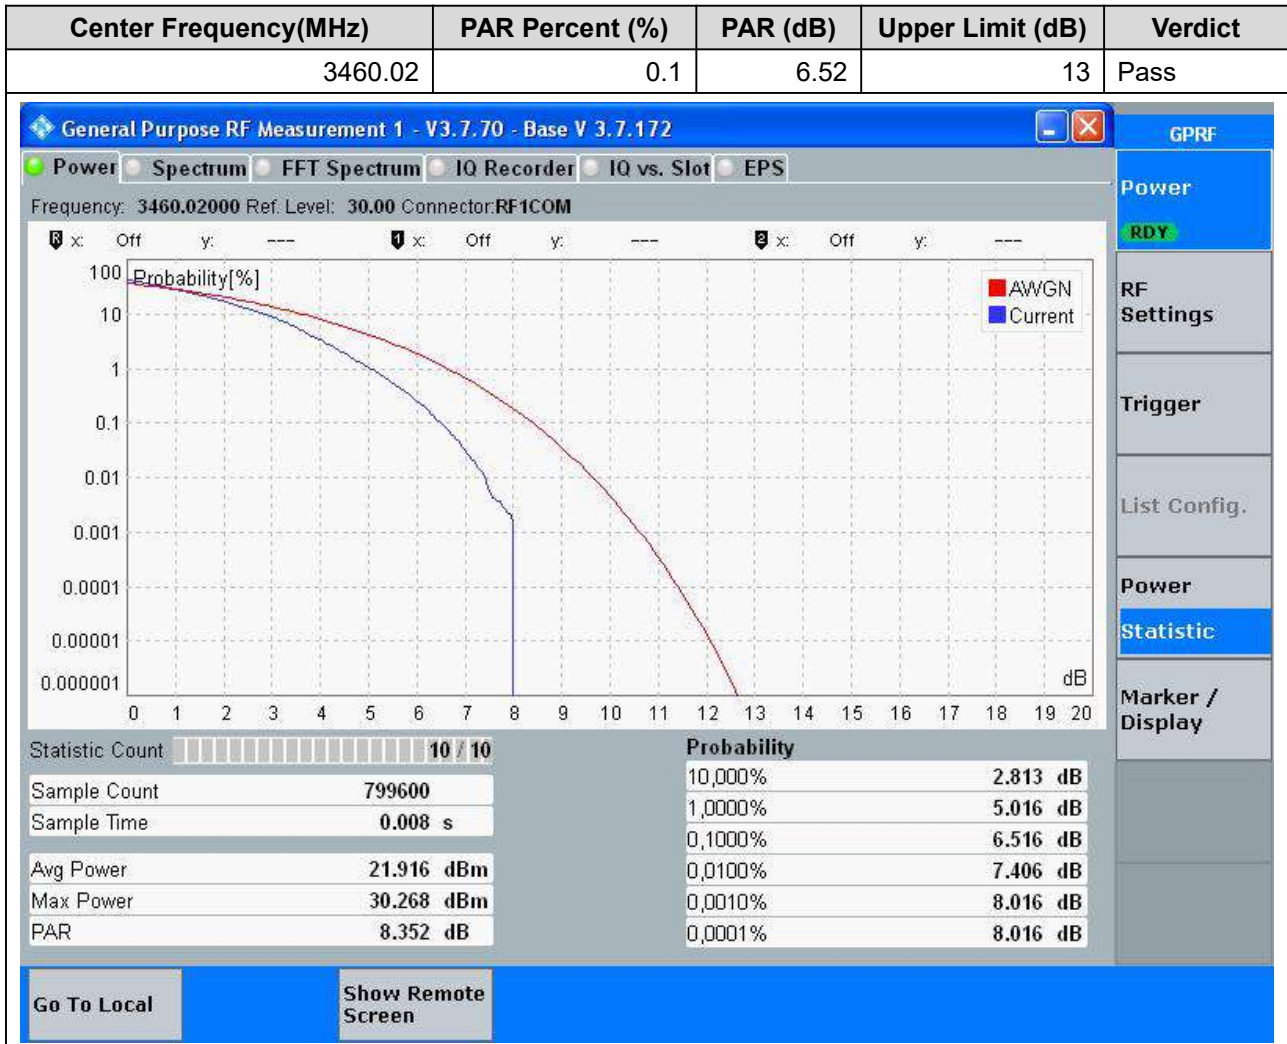 Center Frequency(MHz) PAR Percent (%) PAR (dB) Upper Limit (dB) Verdict
3460.02 0.1 6.52 13 Pass
General Purpose RF Measurement 1 - V3.7.70 - Base V 3.7.172
GPRF
Power Spectrum FFT Spectrum IQ Recorder IQ vs. Slot EPS
Frequency: 3460.02000 Ref. Level: 30.00 Connector:RF1COM
R x: Off y: --- 1 x: Off y: --- 2 x: Off y: ---
Probability[%]
AWGN
Current
100
10
1
0.1
0.01
0.001
0.0001
0.00001
0.000001
dB
0 1 2 3 4 5 6 7 8 9 10 11 12 13 14 15 16 17 18 19 20
Statistic Count 10 / 10
Sample Count 799600
Sample Time 0.008 s
Avg Power 21.916 dBm
Max Power 30.268 dBm
PAR 8.352 dB
Probability
10,000% 2.813 dB
1,0000% 5.016 dB
0,1000% 6.516 dB
0,0100% 7.406 dB
0,0010% 8.016 dB
0,0001% 8.016 dB
Power
RDY
RF
Settings
Trigger
List Config.
Power
Statistic
Marker /
Display
Go To Local
Show Remote
Screen